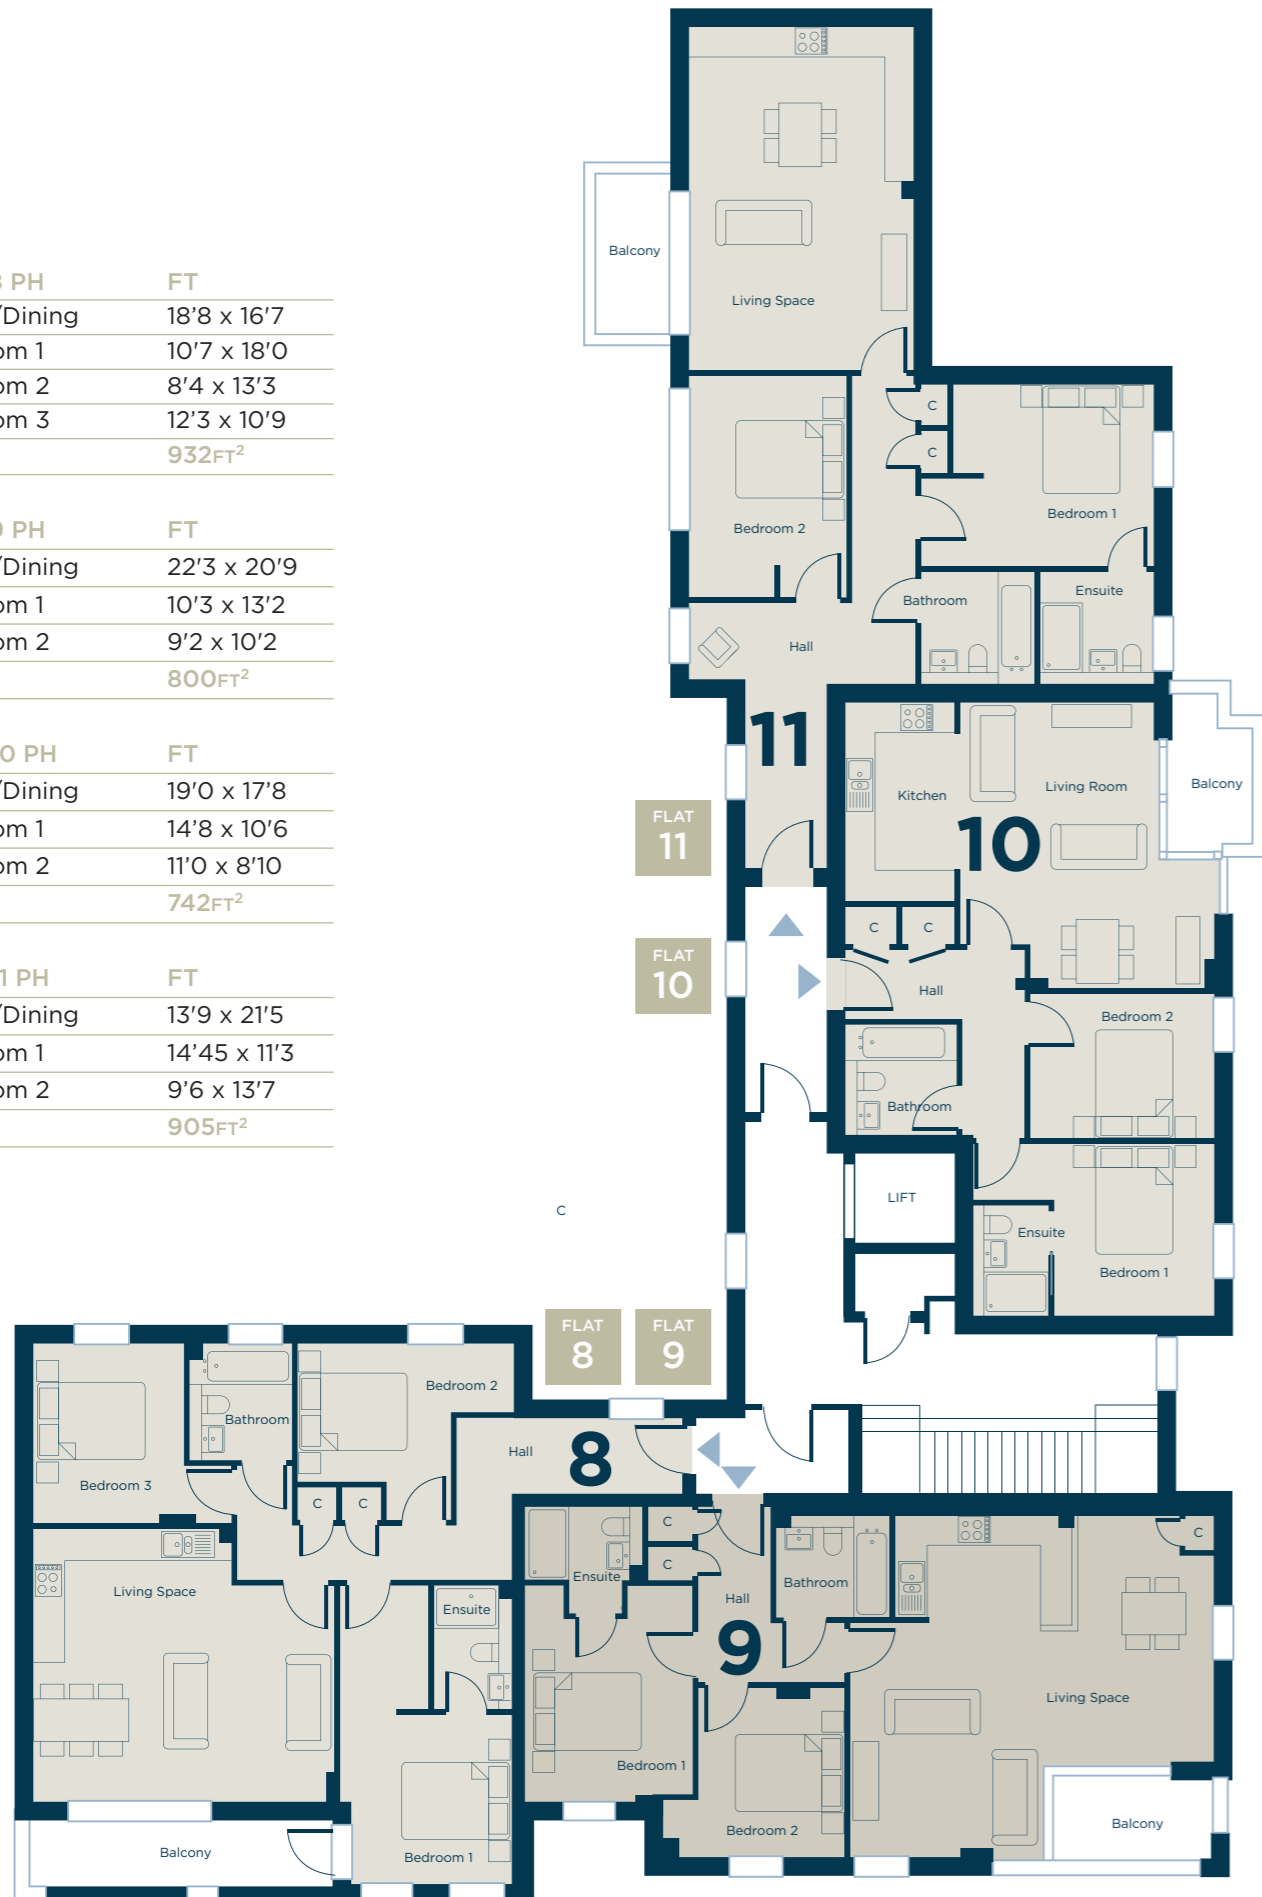 PH FT
/Dining 18'8 x 16'7
om 1 10'7 x 18'0
om 2 8'4 x 13'3
om 3 12'3 x 10'9
932FT²
PH FT
/Dining 22'3 x 20'9
om 1 10'3 x 13'2
om 2 9'2 x 10'2
800FT²
0 PH FT
/Dining 19'0 x 17'8
om 1 14'8 x 10'6
om 2 11'0 x 8'10
742FT²
1 PH FT
/Dining 13'9 x 21'5
om 1 14'45 x 11'3
om 2 9'6 x 13'7
905FT²
Balcony
Living Space
C
C
Bedroom 1
Bedroom 2
Bathroom
Ensuite
Hall
11
Kitchen
Living Room
Balcony
10
FLAT
11
C C
FLAT
10
Hall
Bedroom 2
Bathroom
LIFT
C
Ensuite
Bedroom 1
FLAT
8
FLAT
9
Bedroom 2
Bathroom
Hall
8
Bedroom 3
C C
Living Space
Ensuite
Balcony
Bedroom 1
C
C
Ensuite
Hall
9
Bathroom
C
Living Space
Bedroom 1
Bedroom 2
Balcony